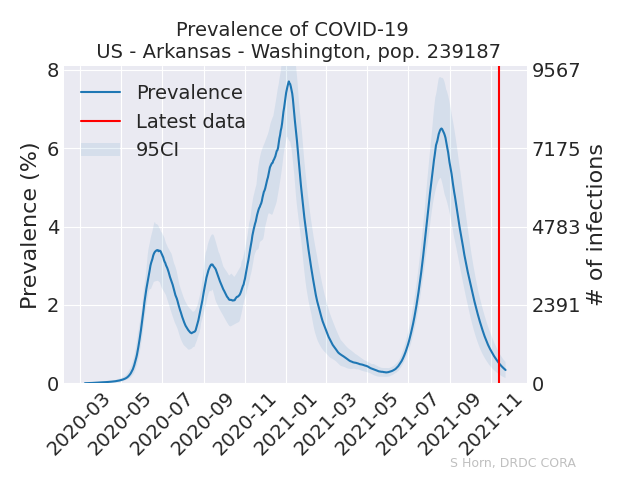 Prevalence of COVID-19
US - Arkansas - Washington, pop. 239187
Prevalence (%)
8
6
4
2
0
Prevalence
Latest data
95CI
9567
7175
4783
2391
0
# of infections
2020-03
2020-05
2020-07
2020-09
2020-11
2021-01
2021-03
2021-05
2021-07
2021-09
2021-11
S Horn, DRDC CORA